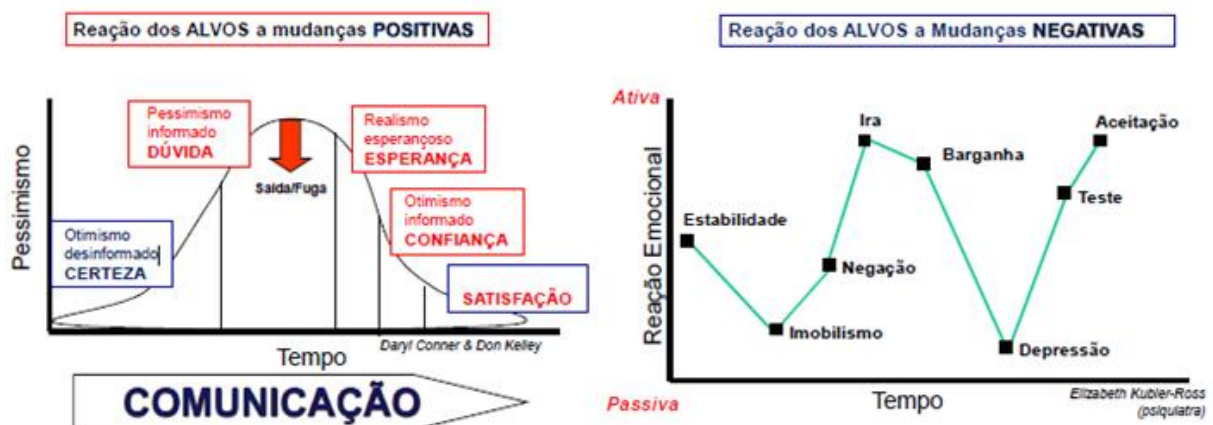 Reação dos ALVOS a mudanças POSITIVAS
Pessimismo
Pessimismo
informado
DÚVIDA
Saída/Fuga
Realismo
esperançoso
ESPERANÇA
Otimismo
desinformado
CERTEZA
Otimismo
informado
CONFIANÇA
SATISFAÇÃO
Tempo
Daryl Conner & Don Kelley
COMUNICAÇÃO
Reação dos ALVOS a Mudanças NEGATIVAS
Ativa
Reação Emocional
Passiva
Estabilidade
Imobilismo
Negação
Ira
Barganha
Depressão
Teste
Aceitação
Tempo
Elizabeth Kubler-Ross
(psiquiatra)